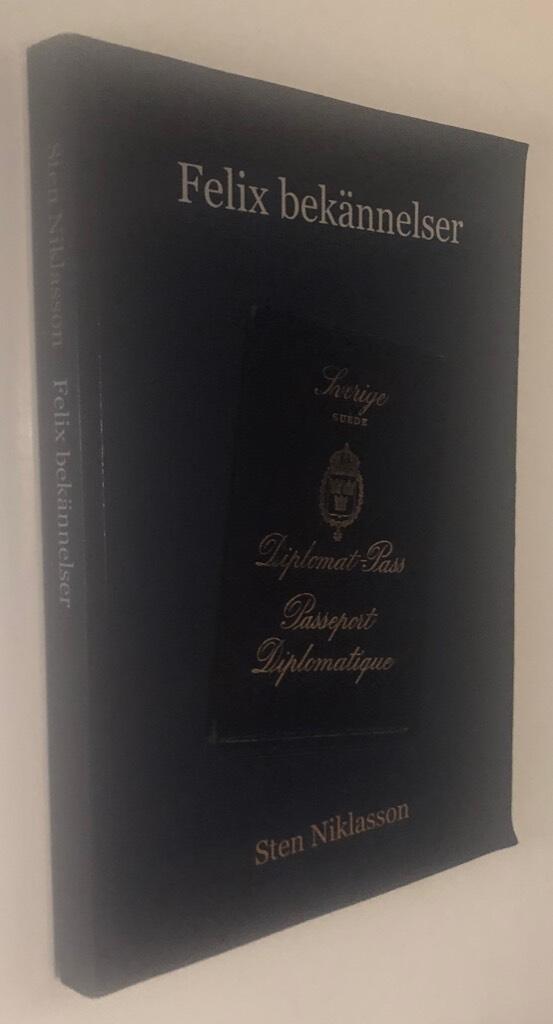 Felix bekännelser
Sverige
SUEDE
Diplomat-Pass
Passeport
Diplomatique
Sten Niklasson
Sten Niklasson Felix bekännelser